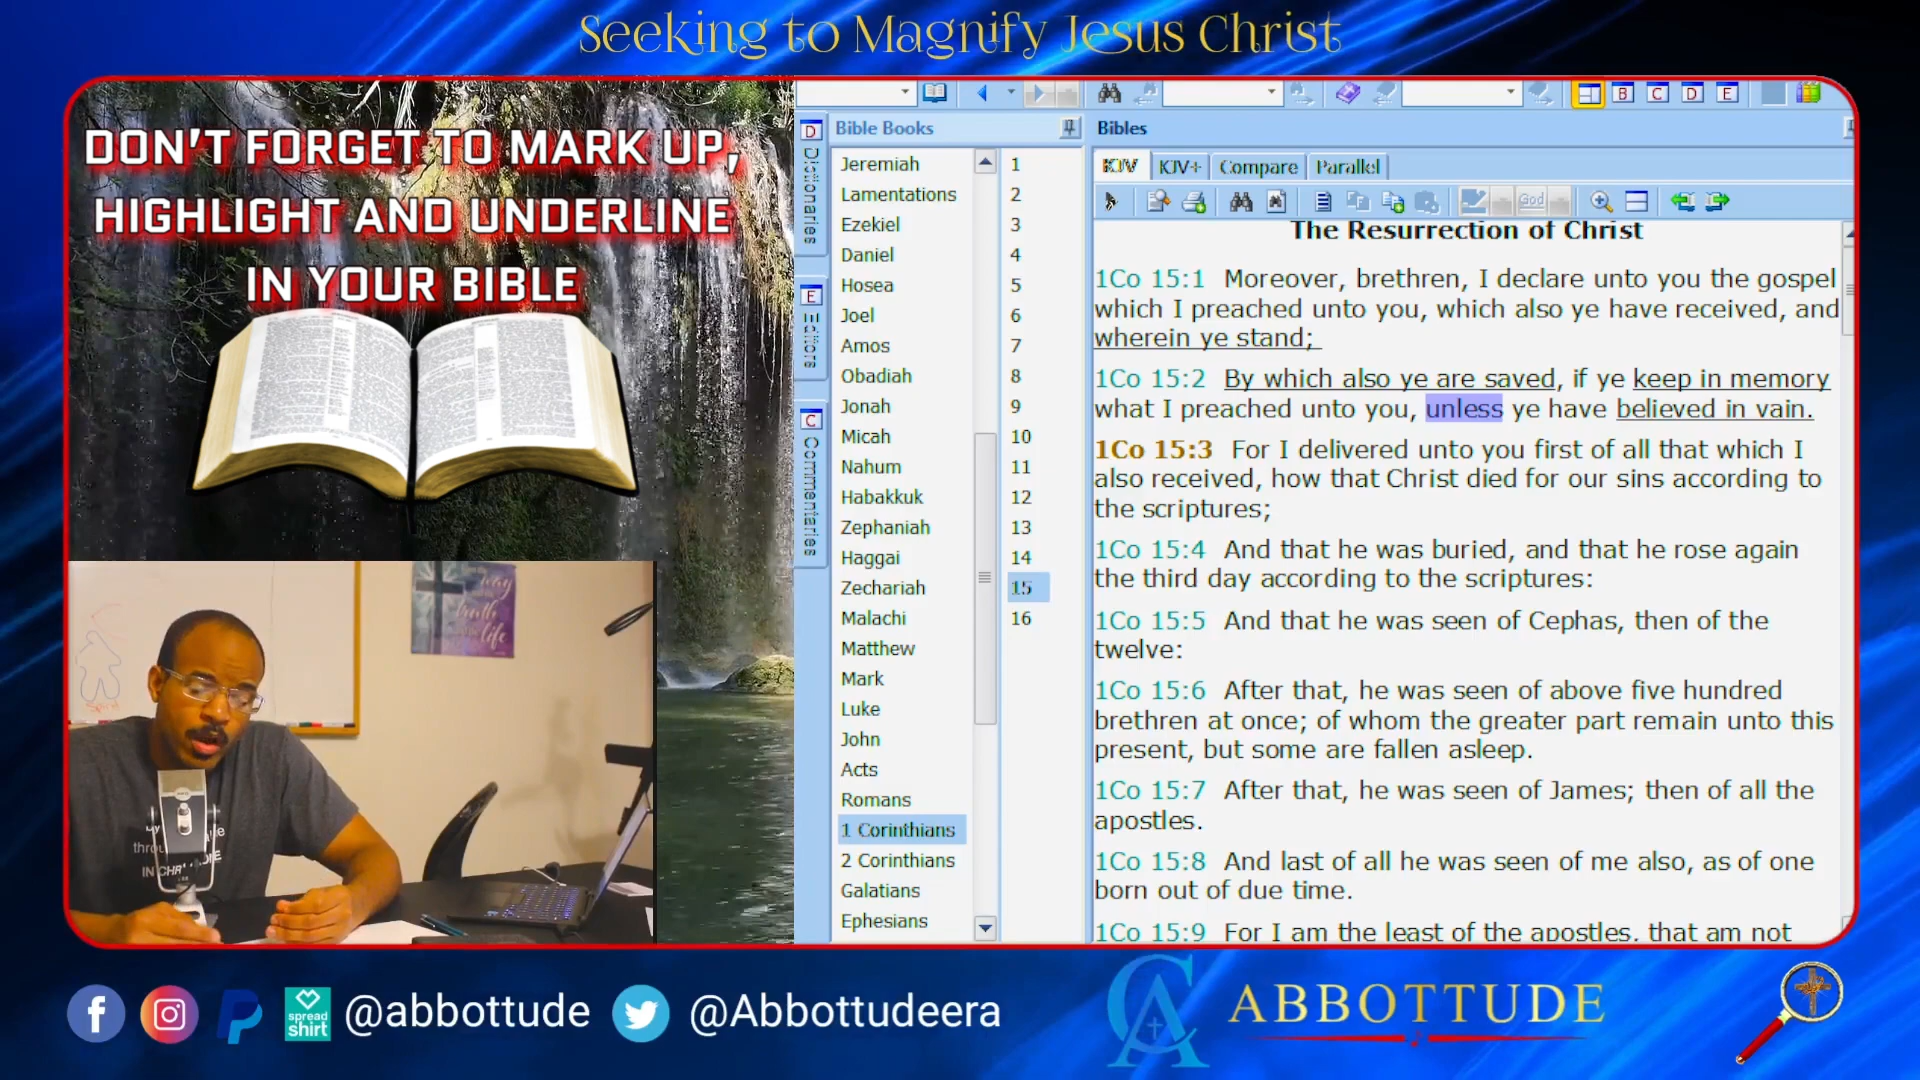 Seeking to Magnify Jesus Christ
DON'T FORGET TO MARK UP,
HIGHLIGHT AND UNDERLINE
IN YOUR BIBLE
way
truth
life
IN CHR
D Dictionaries
E Editors
C Commentaries
Bible Books
Jeremiah
Lamentations
Ezekiel
Daniel
Hosea
Joel
Amos
Obadiah
Jonah
Micah
Nahum
Habakkuk
Zephaniah
Haggai
Zechariah
Malachi
Matthew
Mark
Luke
John
Acts
Romans
1 Corinthians
2 Corinthians
Galatians
Ephesians
1
2
3
4
5
6
7
8
9
10
11
12
13
14
15
16
B C D E
Bibles
KJV KJV+ Compare Parallel
God
The Resurrection of Christ
1Co 15:1 Moreover, brethren, I declare unto you the gospel
which I preached unto you, which also ye have received, and
wherein ye stand;
1Co 15:2 By which also ye are saved, if ye keep in memory
what I preached unto you, unless ye have believed in vain.
1Co 15:3 For I delivered unto you first of all that which I
also received, how that Christ died for our sins according to
the scriptures;
1Co 15:4 And that he was buried, and that he rose again
the third day according to the scriptures:
1Co 15:5 And that he was seen of Cephas, then of the
twelve:
1Co 15:6 After that, he was seen of above five hundred
brethren at once; of whom the greater part remain unto this
present, but some are fallen asleep.
1Co 15:7 After that, he was seen of James; then of all the
apostles.
1Co 15:8 And last of all he was seen of me also, as of one
born out of due time.
1Co 15:9 For I am the least of the apostles, that am not
spread
shirt
@abbottude
@Abbottudeera
CA
ABBOTTUDE